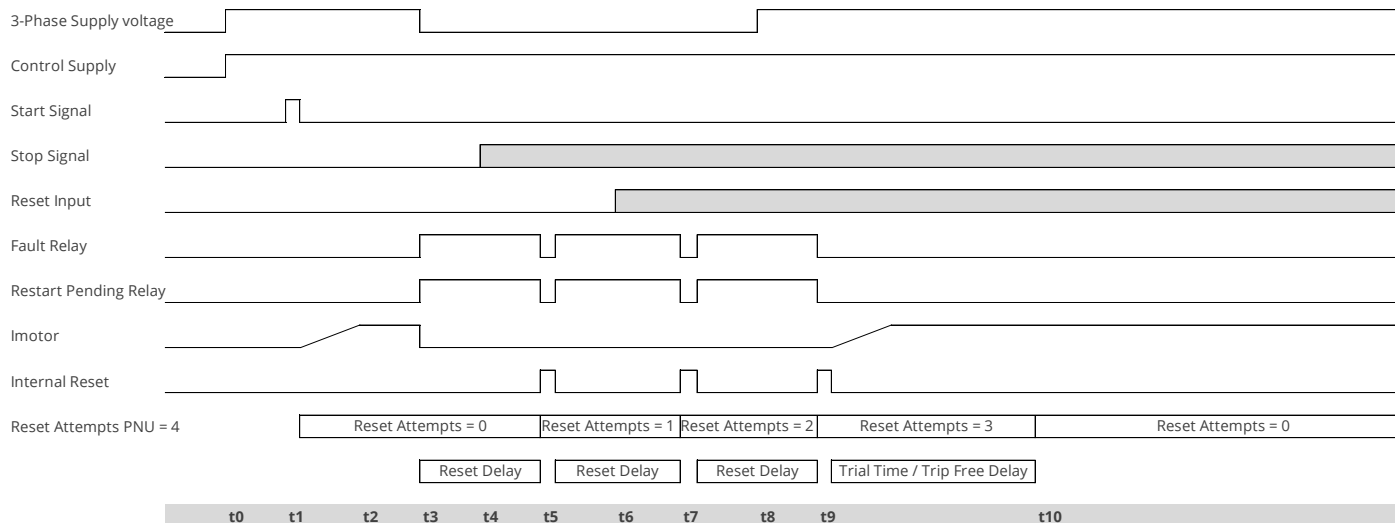 3-Phase Supply voltage
Control Supply
Start Signal
Stop Signal
Reset Input
Fault Relay
Restart Pending Relay
Imotor
Internal Reset
Reset Attempts PNU = 4 Reset Attempts = 0 Reset Attempts = 1 Reset Attempts = 2 Reset Attempts = 3 Reset Attempts = 0
Reset Delay Reset Delay Reset Delay Trial Time / Trip Free Delay
t0 t1 t2 t3 t4 t5 t6 t7 t8 t9 t10